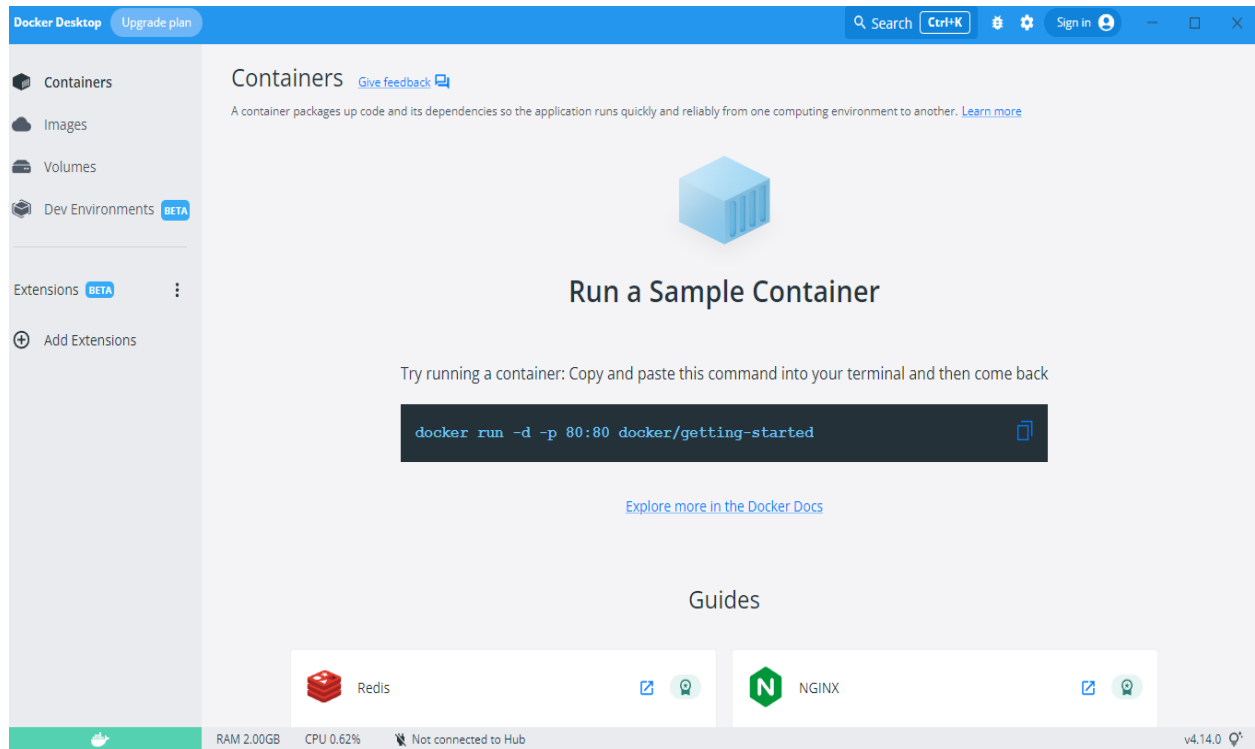 Docker Desktop Upgrade plan Search Ctrl+K Sign in
Containers
Images
Volumes
Dev Environments BETA
Extensions BETA
Add Extensions
Containers Give feedback
A container packages up code and its dependencies so the application runs quickly and reliably from one computing environment to another. Learn more
Run a Sample Container
Try running a container: Copy and paste this command into your terminal and then come back
docker run -d -p 80:80 docker/getting-started
Explore more in the Docker Docs
Guides
Redis
N NGINX
RAM 2.00GB CPU 0.62% Not connected to Hub v4.14.0